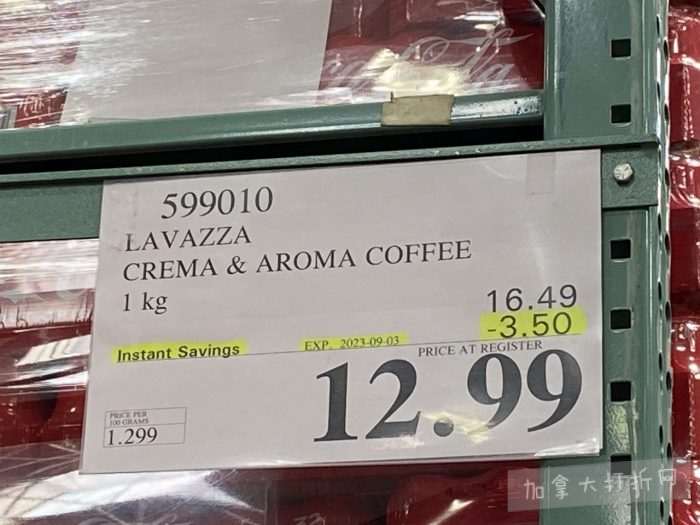 599010
LAVAZZA
CREMA & AROMA COFFEE
1 kg
16.49
-3.50
Instant Savings
EXP. 2023-09-03
PRICE AT REGISTER
12.99
PRICE PER
100 GRAMS
1.299
加拿大打折网